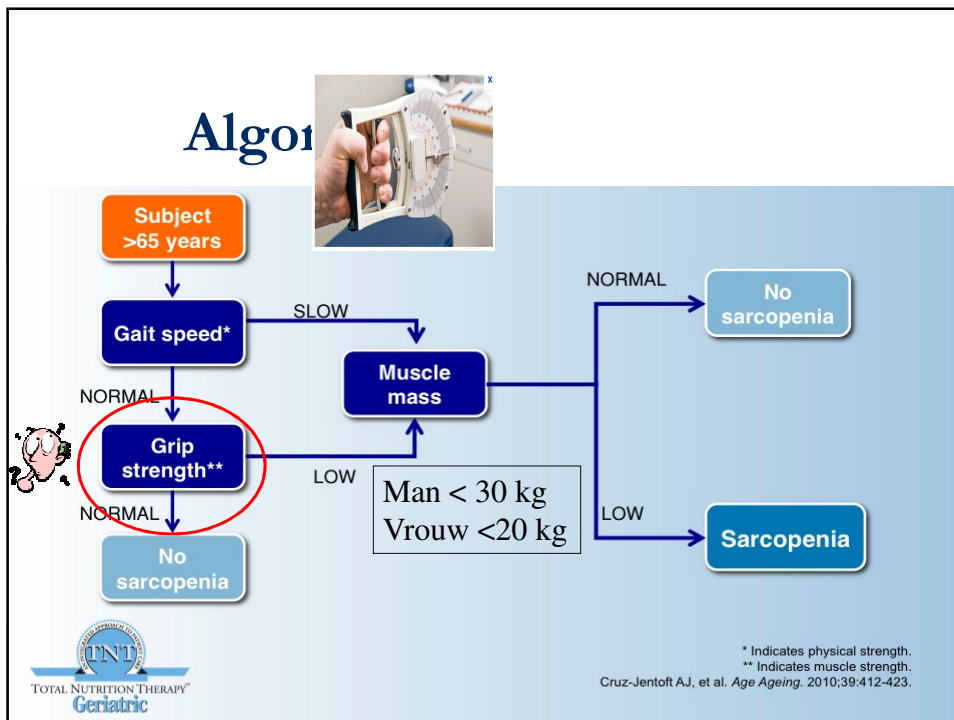 Algor
x
Subject
>65 years
Gait speed*
SLOW
NORMAL
Grip
strength**
LOW
NORMAL
No
sarcopenia
Muscle
mass
Man < 30 kg
Vrouw <20 kg
NORMAL
No
sarcopenia
LOW
Sarcopenia
TNT
TOTAL NUTRITION THERAPY™
Geriatric
* Indicates physical strength.
** Indicates muscle strength.
Cruz-Jentoft AJ, et al. Age Ageing. 2010;39:412-423.